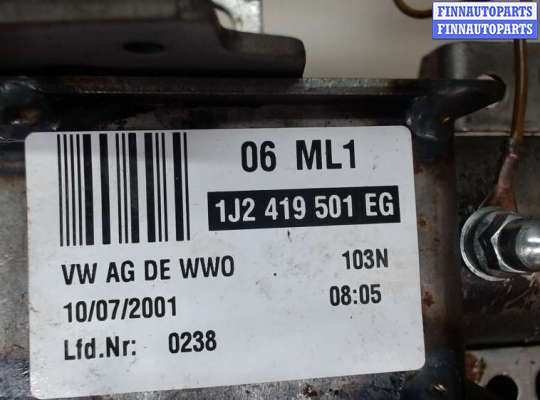 FINNAUTOPARTS
FINNAUTOPARTS
06 ML1
1J2 419 501 EG
VW AG DE WWO 103N
10/07/2001 08:05
Lfd.Nr: 0238